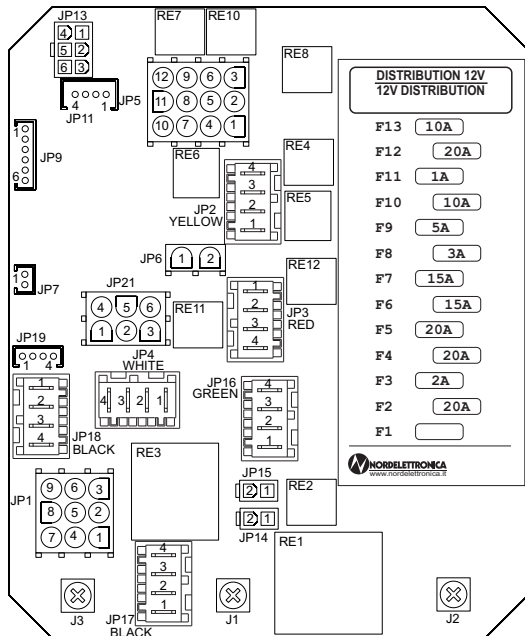 JP13
4 1
5 2
6 3
RE7 RE10
RE8
JP11
4 1
JP5
12 9 6 3
11 8 5 2
10 7 4 1
1
6
JP9
RE6
RE4
RE5
JP2
YELLOW
4
3
2
1
JP6
1 2
1
JP7
JP21
4 5 6
1 2 3
RE11
RE12
JP3
RED
1
2
3
4
JP19
1 4
JP4
WHITE
4 3 2 1
JP18
BLACK
1
2
3
4
JP16
GREEN
4
3
2
1
RE3
JP1
9 6 3
8 5 2
7 4 1
JP15
2 1
JP14
2 1
RE2
RE1
JP17
BLACK
4
3
2
1
J3
J1
J2
DISTRIBUTION 12V
12V DISTRIBUTION
F13 10A
F12 20A
F11 1A
F10 10A
F9 5A
F8 3A
F7 15A
F6 15A
F5 20A
F4 20A
F3 2A
F2 20A
F1
NORDELETTRONICA
www.nordelettronica.it